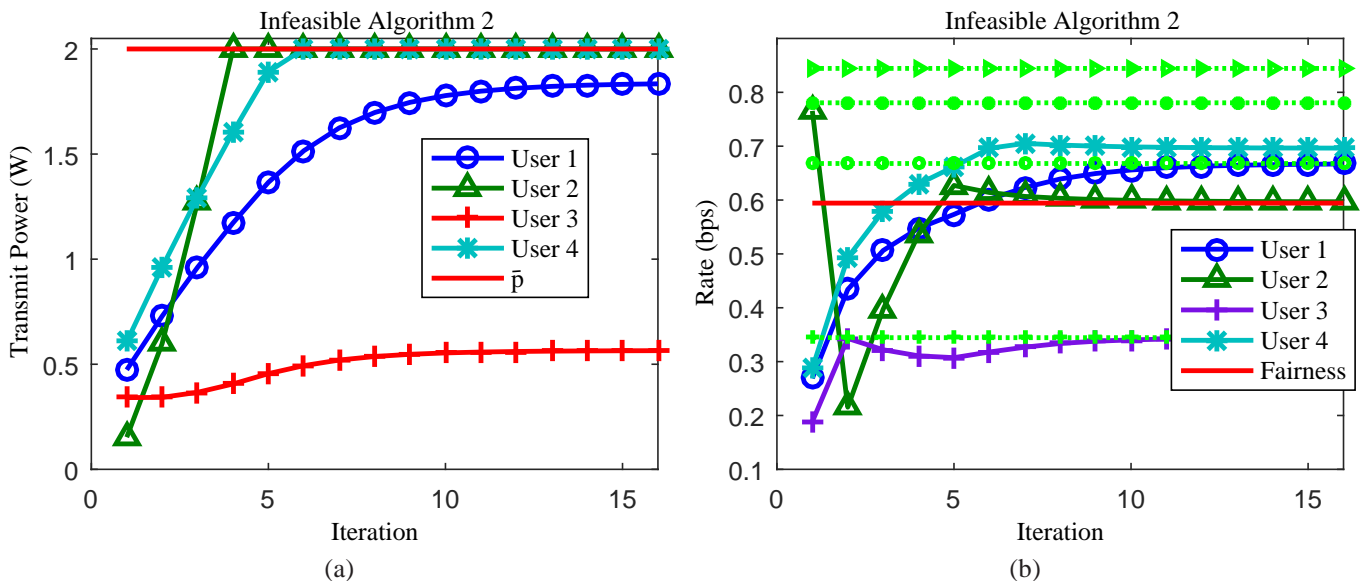 Infeasible Algorithm 2
Transmit Power (W)
2
1.5
1
0.5
0
0
5
10
15
Iteration
User 1
User 2
User 3
User 4
p̄
(a)
Infeasible Algorithm 2
Rate (bps)
0.8
0.7
0.6
0.5
0.4
0.3
0.2
0.1
0
5
10
15
Iteration
User 1
User 2
User 3
User 4
Fairness
(b)